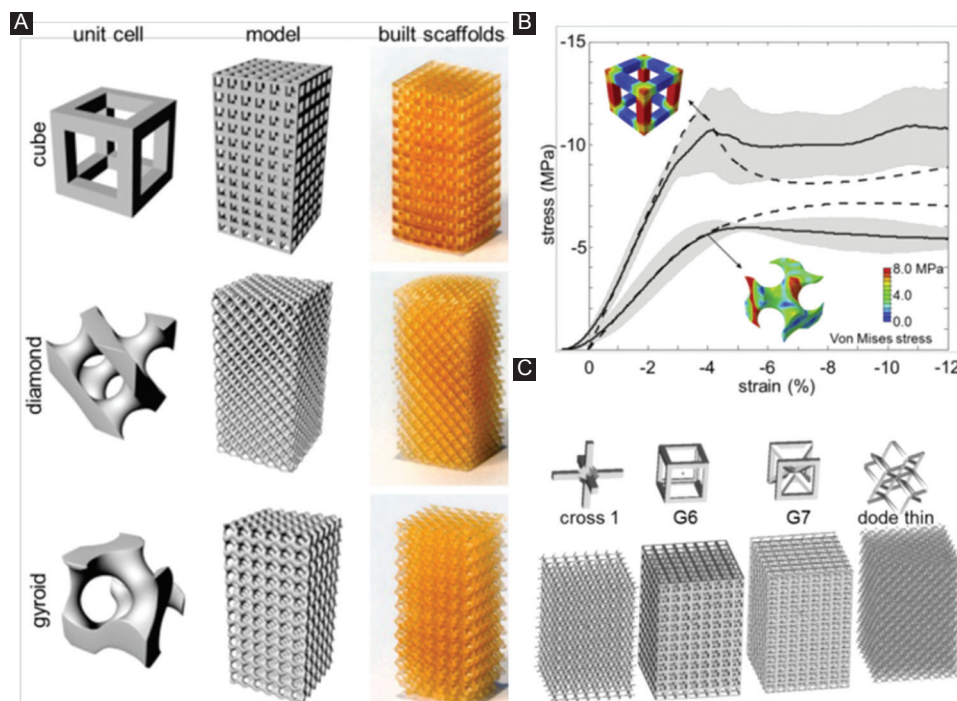 A
unit cell
model
built scaffolds
cube
diamond
gyroid
B
-15
-10
-5
stress (MPa)
0
-2
-4
-6
-8
-10
-12
strain (%)
8.0 MPa
4.0
0.0
Von Mises stress
C
cross 1
G6
G7
dode thin